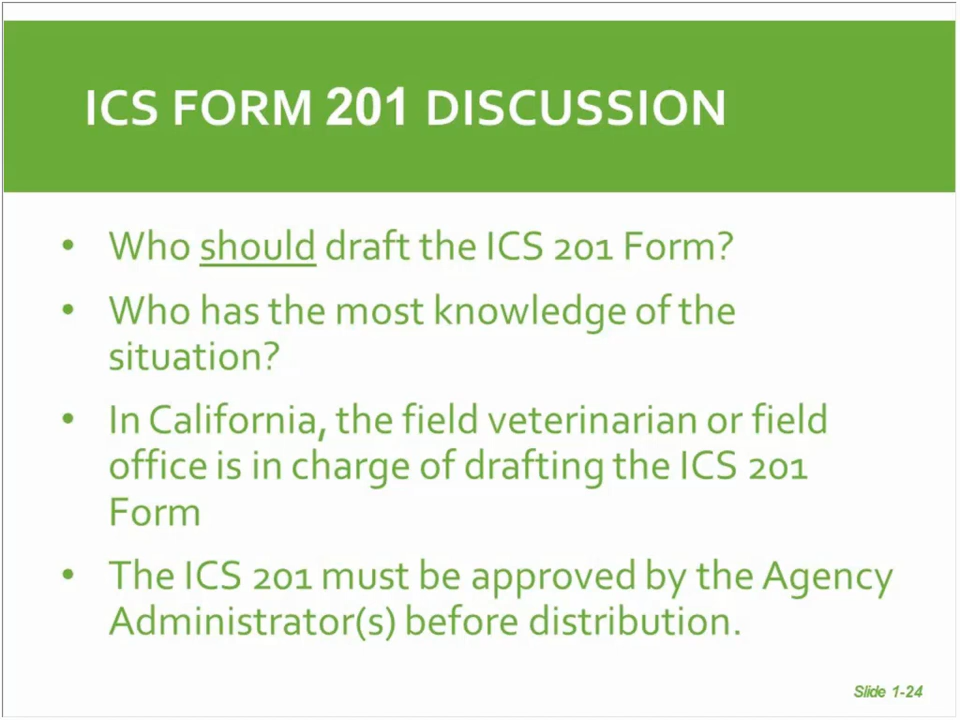 ICS FORM 201 DISCUSSION
• Who should draft the ICS 201 Form?
• Who has the most knowledge of the
situation?
• In California, the field veterinarian or field
office is in charge of drafting the ICS 201
Form
• The ICS 201 must be approved by the Agency
Administrator(s) before distribution.
Slide 1-24